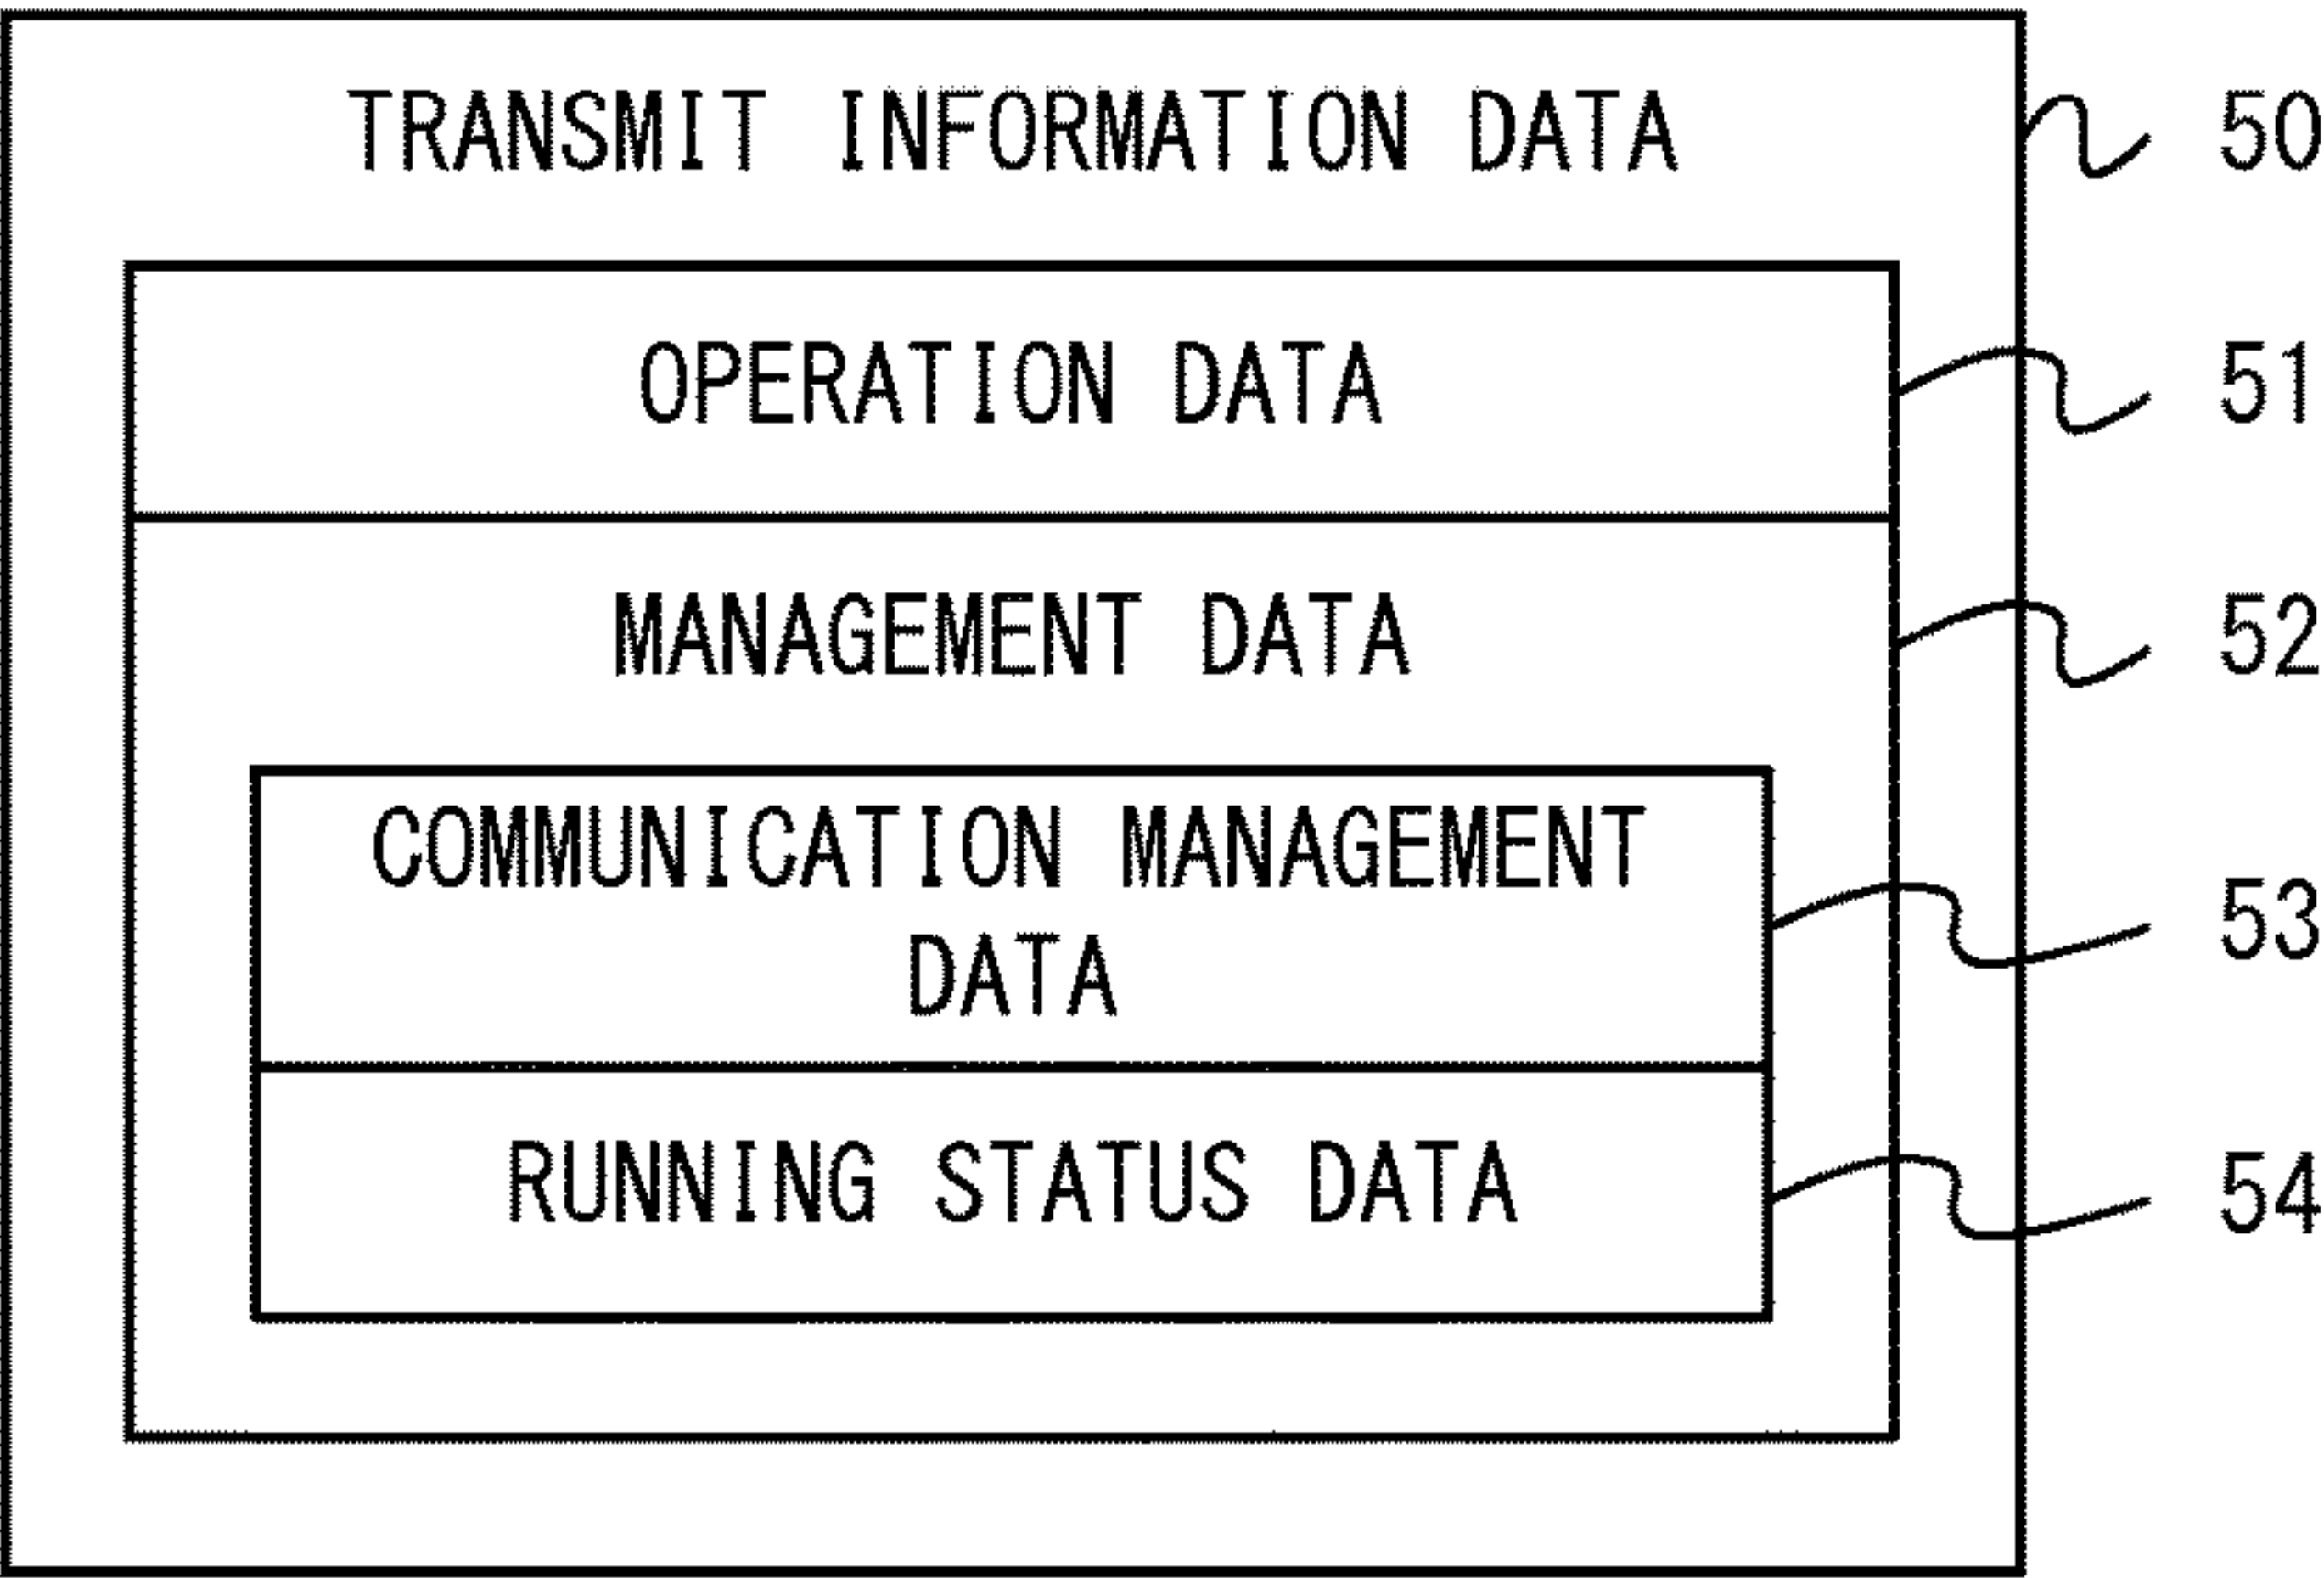 TRANSMIT INFORMATION DATA 50
OPERATION DATA 51
MANAGEMENT DATA 52
COMMUNICATION MANAGEMENT
DATA 53
RUNNING STATUS DATA 54